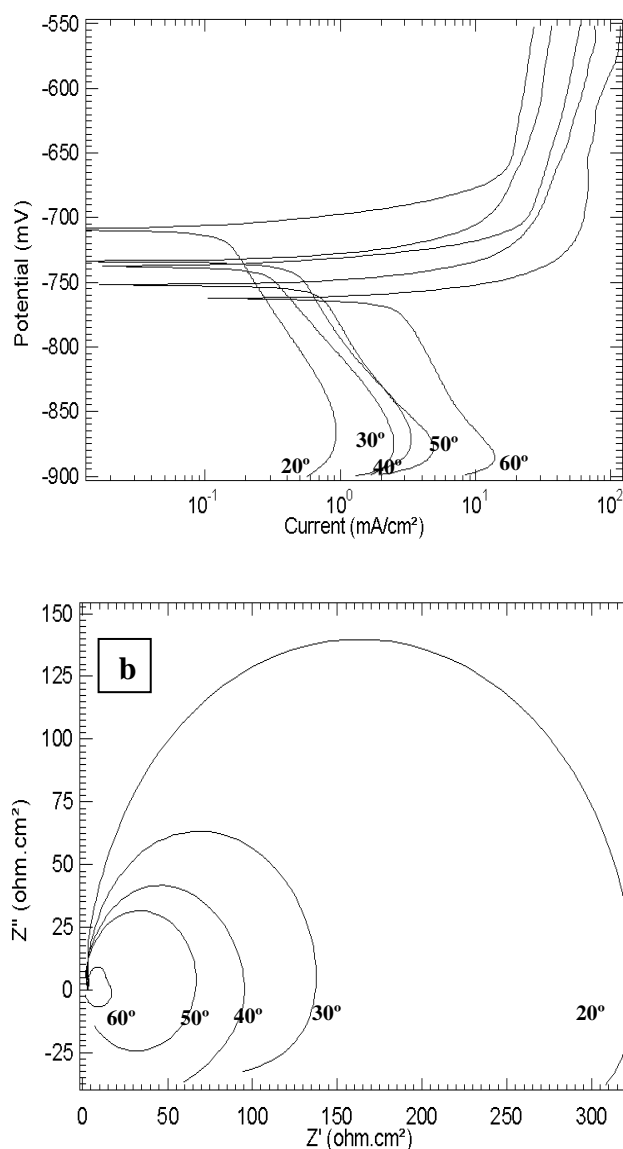 -550
-600
-650
-700
-750
-800
-850
-900
Potential (mV)
20º
30º
40º
50º
60º
10⁻¹ 10⁰ 10¹ 10²
Current (mA/cm²)
b
150
125
100
75
50
25
0
-25
Z'' (ohm.cm²)
60º 50º 40º 30º 20º
0 50 100 150 200 250 300
Z' (ohm.cm²)